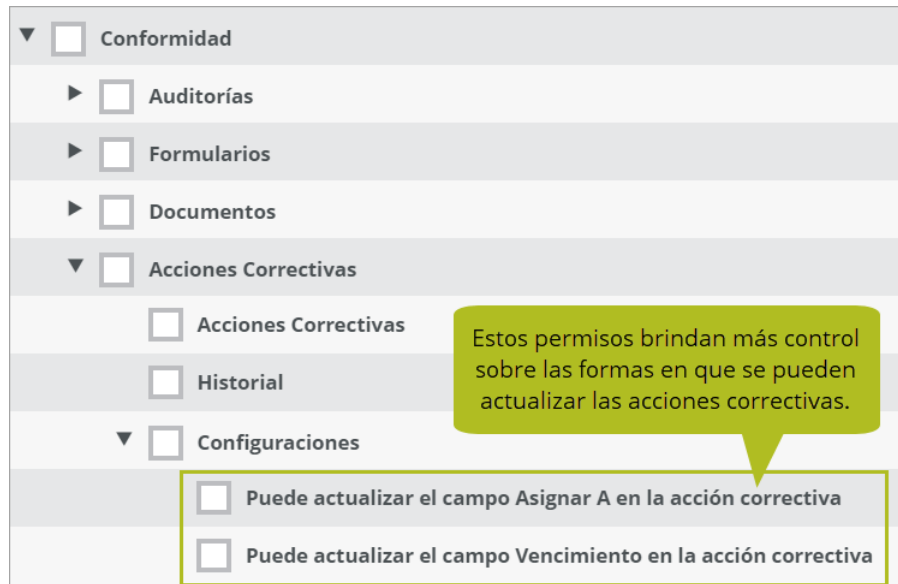 Conformidad
Auditorías
Formularios
Documentos
Acciones Correctivas
Acciones Correctivas
Estos permisos brindan más control
sobre las formas en que se pueden
actualizar las acciones correctivas.
Historial
Configuraciones
Puede actualizar el campo Asignar A en la acción correctiva
Puede actualizar el campo Vencimiento en la acción correctiva